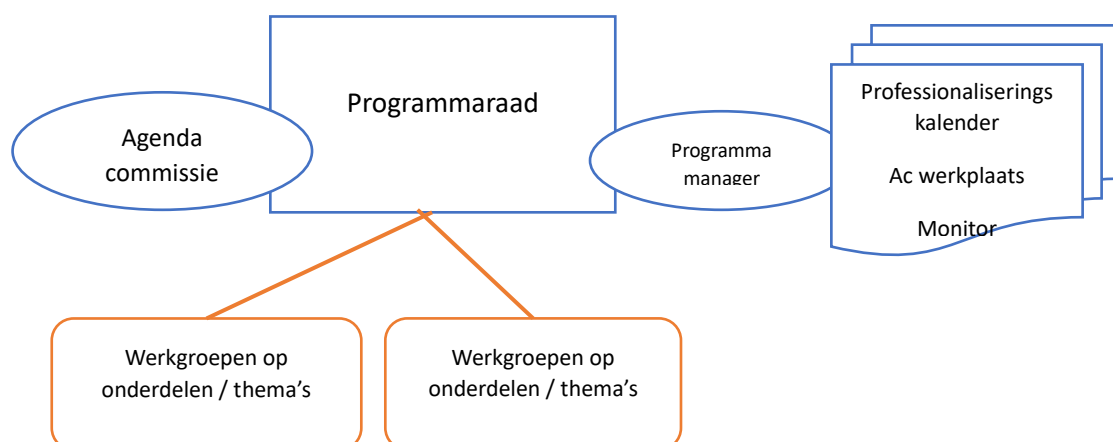 Programmaraad
Agenda
commissie
Programma
manager
Professionaliserings
kalender
Ac werkplaats
Monitor
Werkgroepen op
onderdelen / thema's
Werkgroepen op
onderdelen / thema's